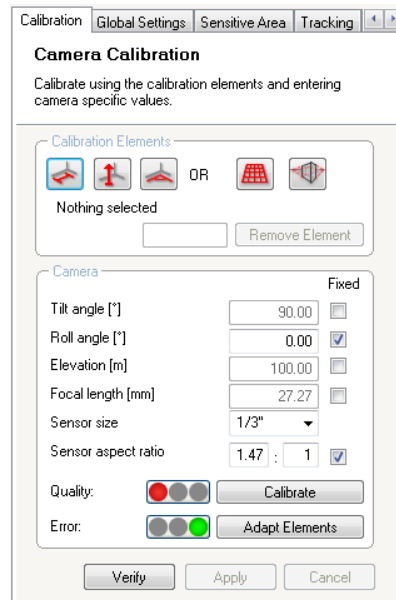 Calibration Global Settings Sensitive Area Tracking
Camera Calibration
Calibrate using the calibration elements and entering
camera specific values.
Calibration Elements
OR
Nothing selected
Remove Element
Camera
Fixed
Tilt angle [°] 90.00
Roll angle [°] 0.00
Elevation [m] 100.00
Focal length [mm] 27.27
Sensor size 1/3"
Sensor aspect ratio 1.47 : 1
Quality: Calibrate
Error: Adapt Elements
Verify Apply Cancel